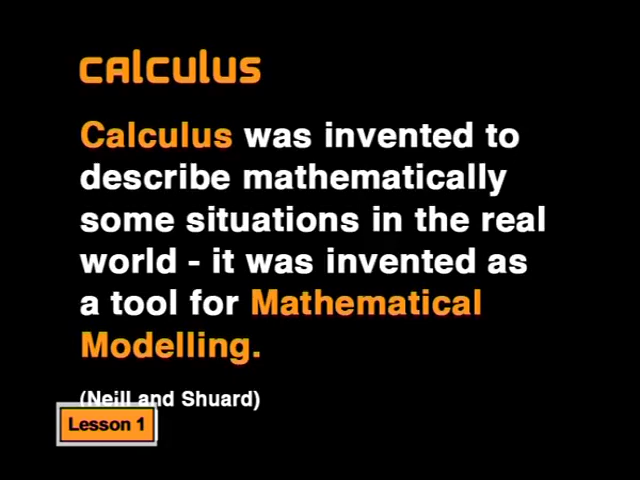 calculus
Calculus was invented to
describe mathematically
some situations in the real
world - it was invented as
a tool for Mathematical
Modelling.
(Neill and Shuard)
Lesson 1